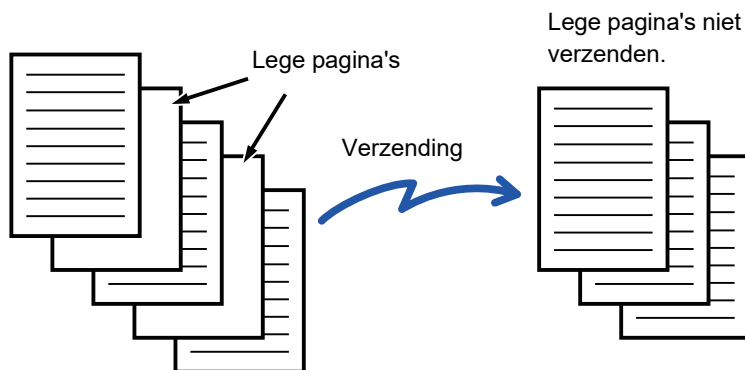 Lege pagina's
Verzending
Lege pagina's niet
verzenden.